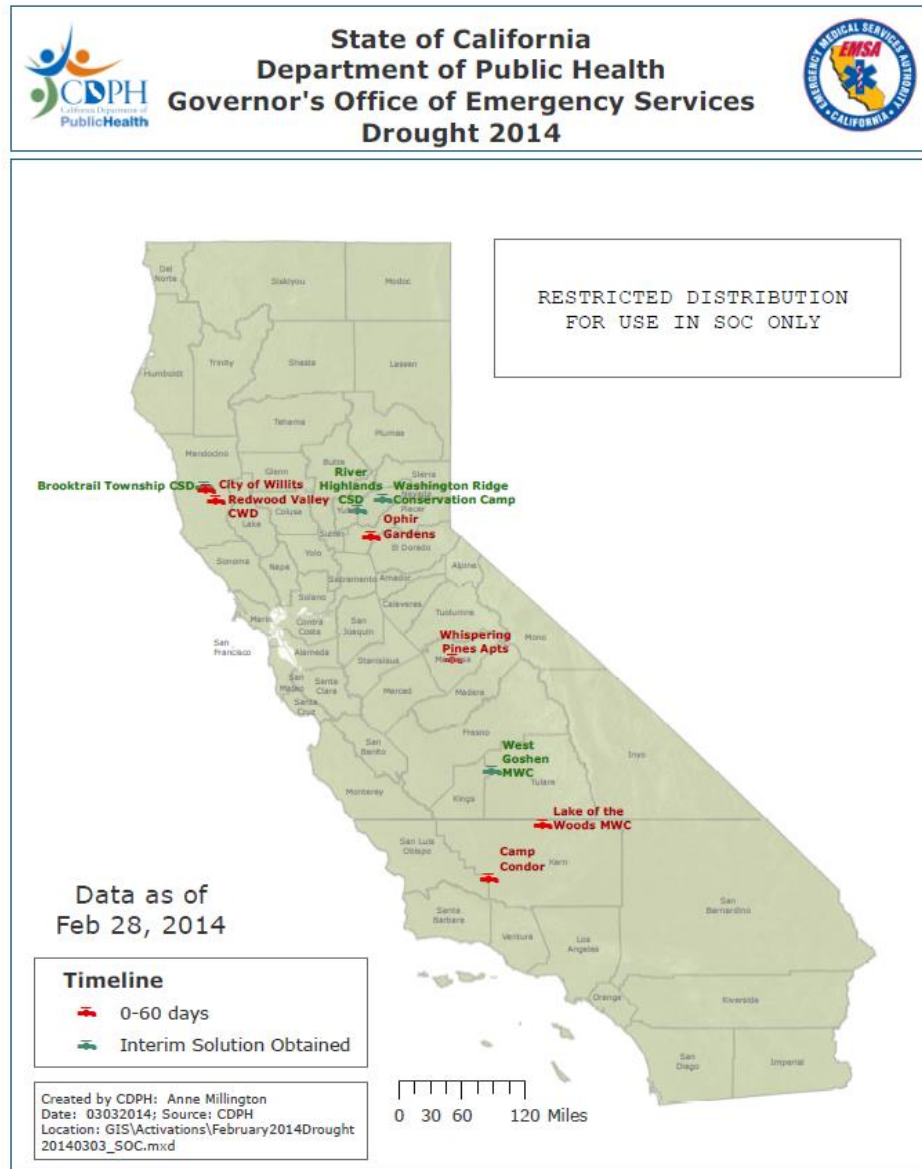 State of California
Department of Public Health
Governor's Office of Emergency Services
Drought 2014
CDPH
California Department of
PublicHealth
EMERGENCY MEDICAL SERVICES AUTHORITY
EMSA
CALIFORNIA
RESTRICTED DISTRIBUTION
FOR USE IN SOC ONLY
Del
Norte
Siskiyou
Modoc
Humboldt
Trinity
Shasta
Lassen
Tehama
Plumas
Mendocino
Glenn
Butte
Sierra
Brooktrail Township CSD
City of Willits
Redwood Valley
CWD
River
Highlands
CSD
Washington Ridge
Conservation Camp
Nevada
Placer
Colusa
Lake
Ophir
Gardens
El Dorado
Sonoma
Napa
Yolo
Sacramento
Amador
Alpine
Solano
Calaveras
Tuolumne
Marin
Contra
Costa
San
Joaquin
San
Francisco
Alameda
Stanislaus
Mono
Whispering
Pines Apts
San
Mateo
Santa
Clara
Santa
Cruz
Merced
Madera
San
Benito
Fresno
Inyo
West
Goshen
MWC
Tulare
Monterey
Kings
Lake of the
Woods MWC
San Luis
Obispo
Camp
Condor
Kern
San
Bernardino
Santa
Barbara
Ventura
Los
Angeles
Orange
Riverside
San
Diego
Imperial
Data as of
Feb 28, 2014
Timeline
0-60 days
Interim Solution Obtained
Created by CDPH: Anne Millington
Date: 03032014; Source: CDPH
Location: GIS\Activations\February2014Drought
20140303_SOC.mxd
0 30 60 120 Miles